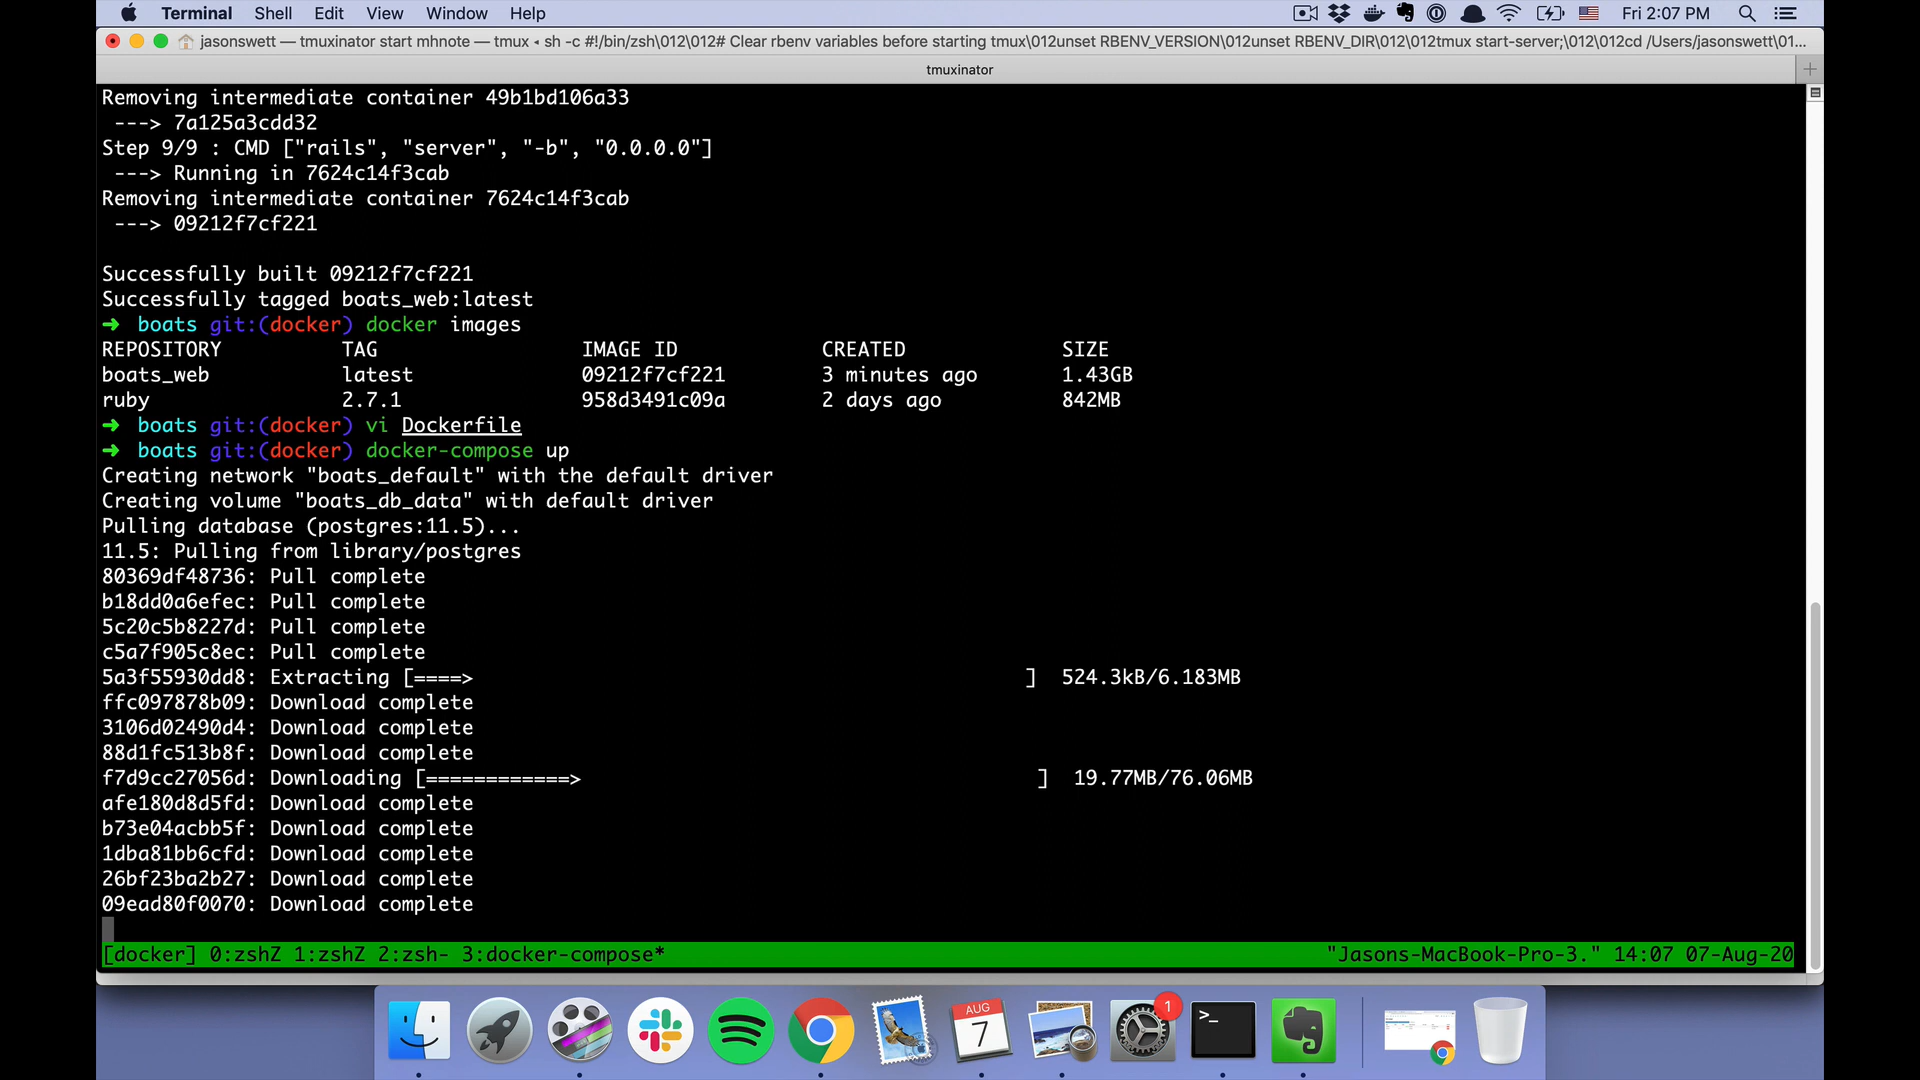 Terminal Shell Edit View Window Help Fri 2:07 PM
jasonswett — tmuxinator start mhnote — tmux ◂ sh -c #!/bin/zsh\012\012# Clear rbenv variables before starting tmux\012unset RBENV_VERSION\012unset RBENV_DIR\012\012tmux start-server;\012\012cd /Users/jasonswett\01...
tmuxinator
Removing intermediate container 49b1bd106a33
---> 7a125a3cdd32
Step 9/9 : CMD ["rails", "server", "-b", "0.0.0.0"]
---> Running in 7624c14f3cab
Removing intermediate container 7624c14f3cab
---> 09212f7cf221
Successfully built 09212f7cf221
Successfully tagged boats_web:latest
➜ boats git:(docker) docker images
REPOSITORY TAG IMAGE ID CREATED SIZE
boats_web latest 09212f7cf221 3 minutes ago 1.43GB
ruby 2.7.1 958d3491c09a 2 days ago 842MB
➜ boats git:(docker) vi Dockerfile
➜ boats git:(docker) docker-compose up
Creating network "boats_default" with the default driver
Creating volume "boats_db_data" with default driver
Pulling database (postgres:11.5)...
11.5: Pulling from library/postgres
80369df48736: Pull complete
b18dd0a6efec: Pull complete
5c20c5b8227d: Pull complete
c5a7f905c8ec: Pull complete
5a3f55930dd8: Extracting [====> ] 524.3kB/6.183MB
ffc097878b09: Download complete
3106d02490d4: Download complete
88d1fc513b8f: Download complete
f7d9cc27056d: Downloading [============> ] 19.77MB/76.06MB
afe180d8d5fd: Download complete
b73e04acbb5f: Download complete
1dba81bb6cfd: Download complete
26bf23ba2b27: Download complete
09ead80f0070: Download complete
[docker] 0:zshZ 1:zshZ 2:zsh- 3:docker-compose* "Jasons-MacBook-Pro-3." 14:07 07-Aug-20
AUG
7
1
>_